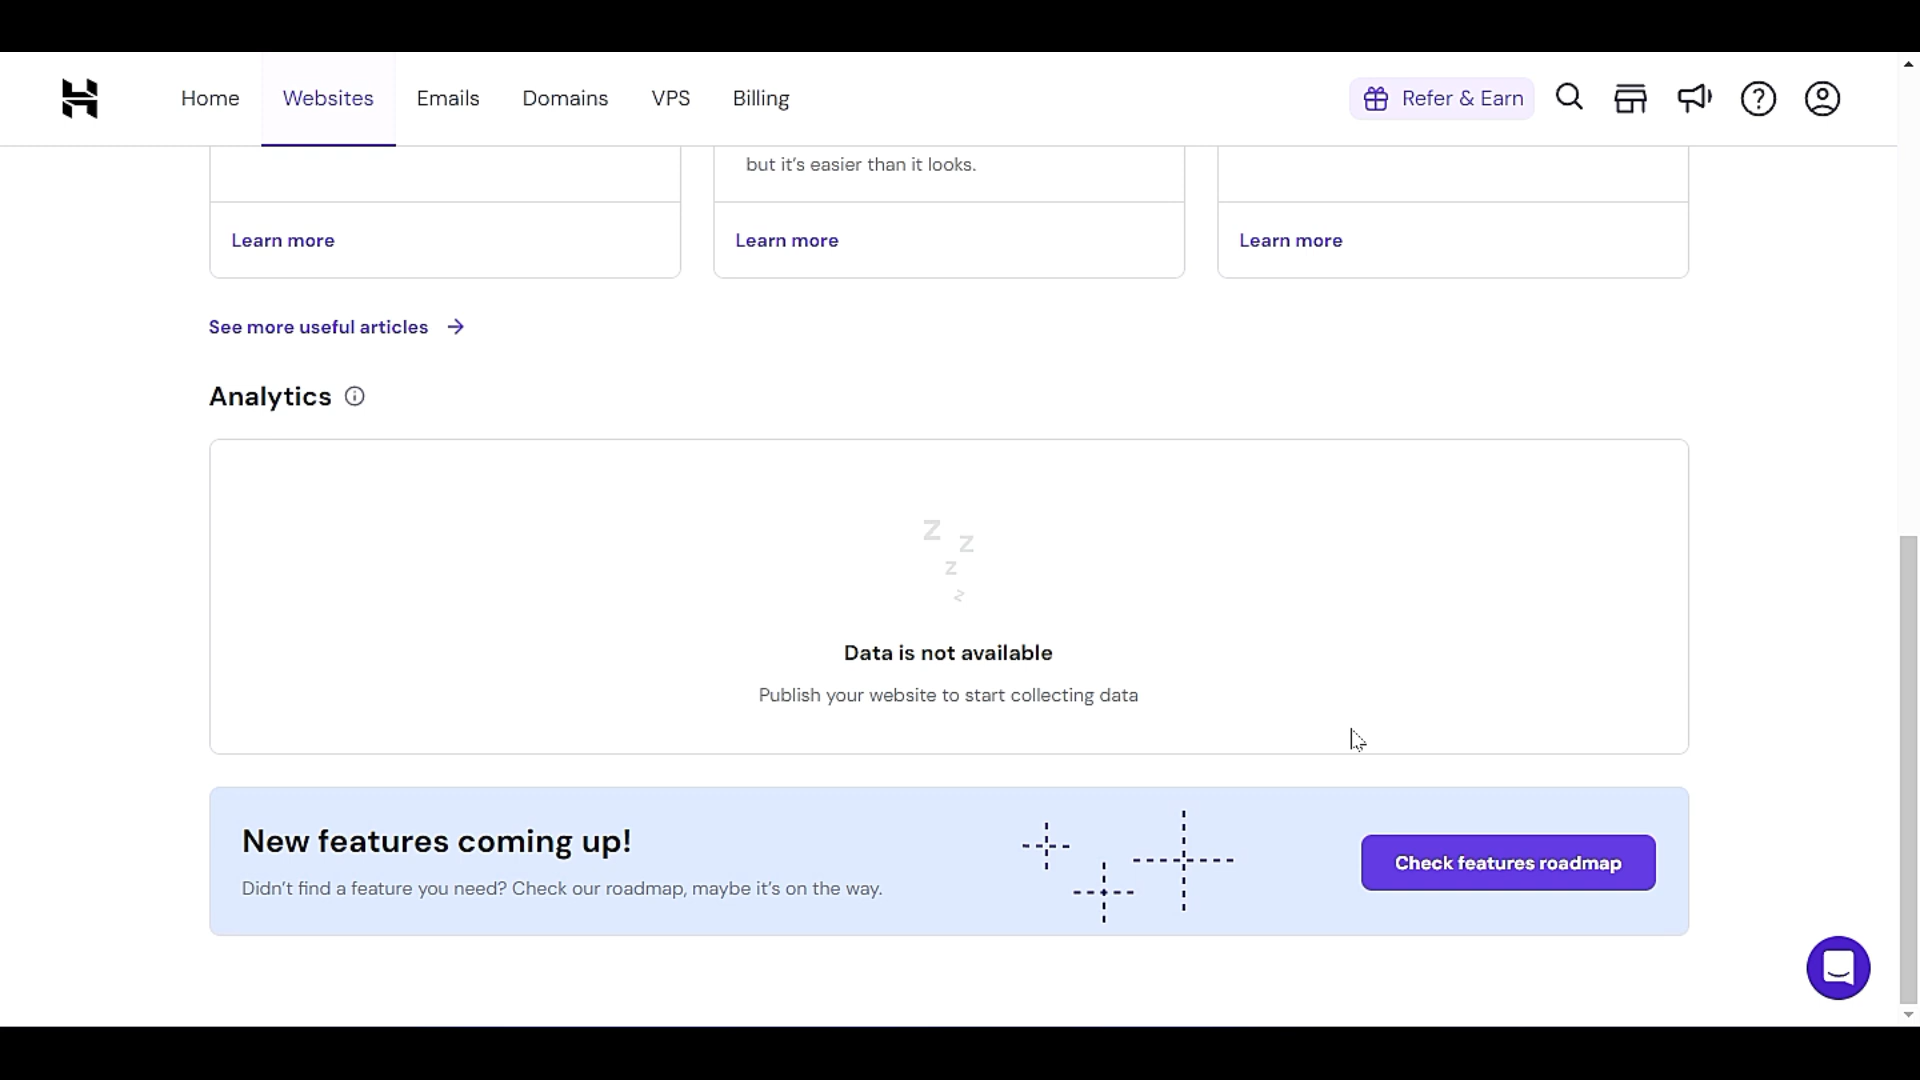 Home Websites Emails Domains VPS Billing Refer & Earn
but it's easier than it looks.
Learn more Learn more Learn more
See more useful articles
Analytics
Z
Z
Z
Z
Data is not available
Publish your website to start collecting data
New features coming up!
Didn't find a feature you need? Check our roadmap, maybe it's on the way.
Check features roadmap